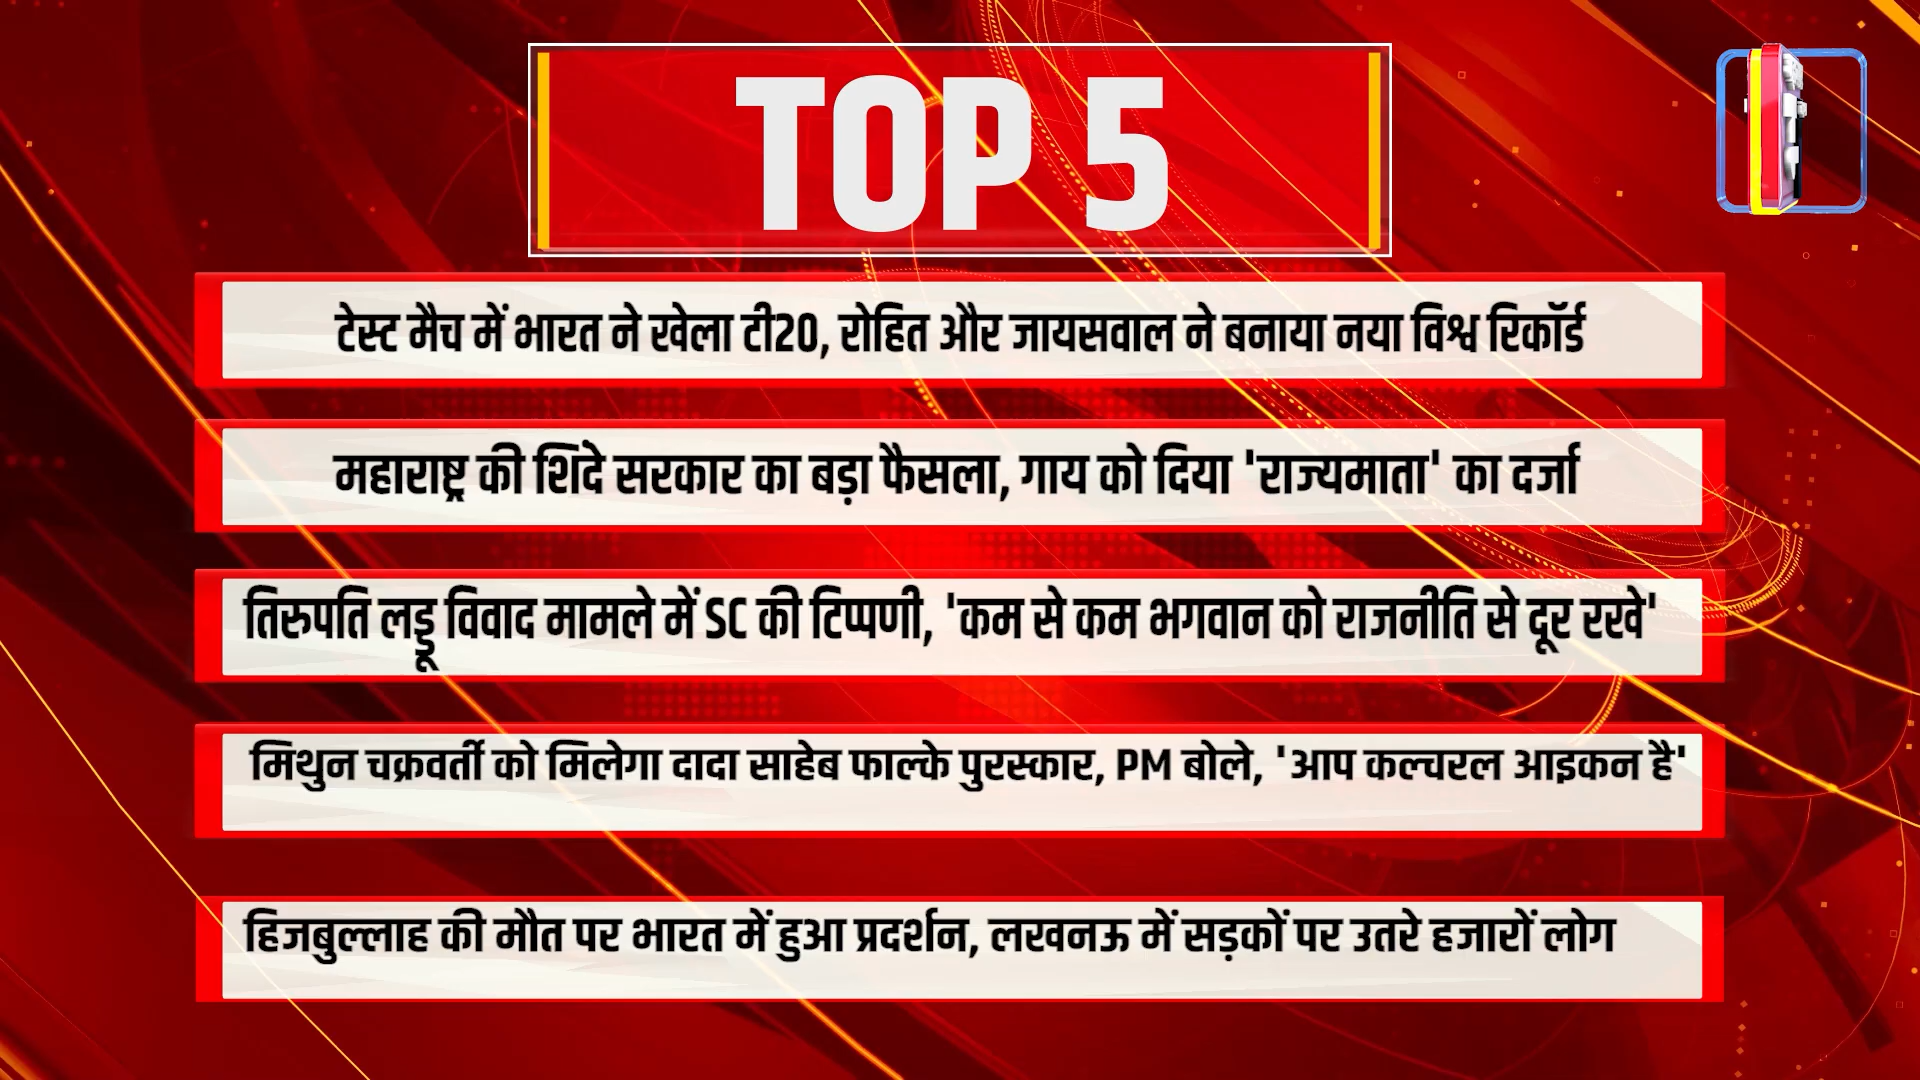 TOP 5
टेस्ट मैच में भारत ने खेला टी20, रोहित और जायसवाल ने बनाया नया विश्व रिकॉर्ड
महाराष्ट्र की शिंदे सरकार का बड़ा फैसला, गाय को दिया 'राज्यमाता' का दर्जा
तिरुपति लड्डू विवाद मामले में SC की टिप्पणी, 'कम से कम भगवान को राजनीति से दूर रखे'
मिथुन चक्रवर्ती को मिलेगा दादा साहेब फाल्के पुरस्कार, PM बोले, 'आप कल्चरल आइकन है'
हिजबुल्लाह की मौत पर भारत में हुआ प्रदर्शन, लखनऊ में सड़कों पर उतरे हजारों लोग